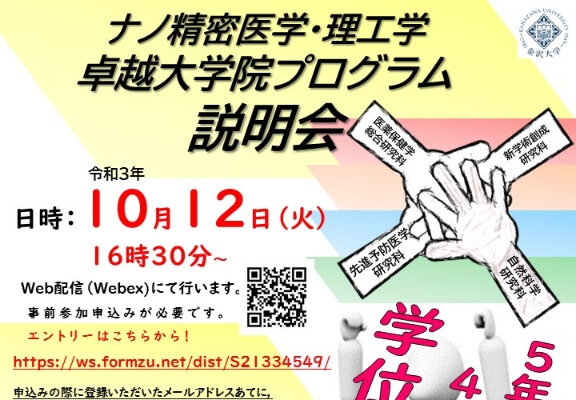 ナノ精密医学・理工学
卓越大学院プログラム
説明会
KANAZAWA UNIVERSITY
金沢大学
医薬保健学
総合研究科
新学術創成
研究科
先進予防医学
研究科
自然科学
研究科
令和3年
日時：10月12日（火）
16時30分～
Web配信（Webex)にて行います。
事前参加申込みが必要です。
エントリーはこちらから！
https://ws.formzu.net/dist/S21334549/
申込みの際に登録いただいたメールアドレスあてに,
学位
5年
4